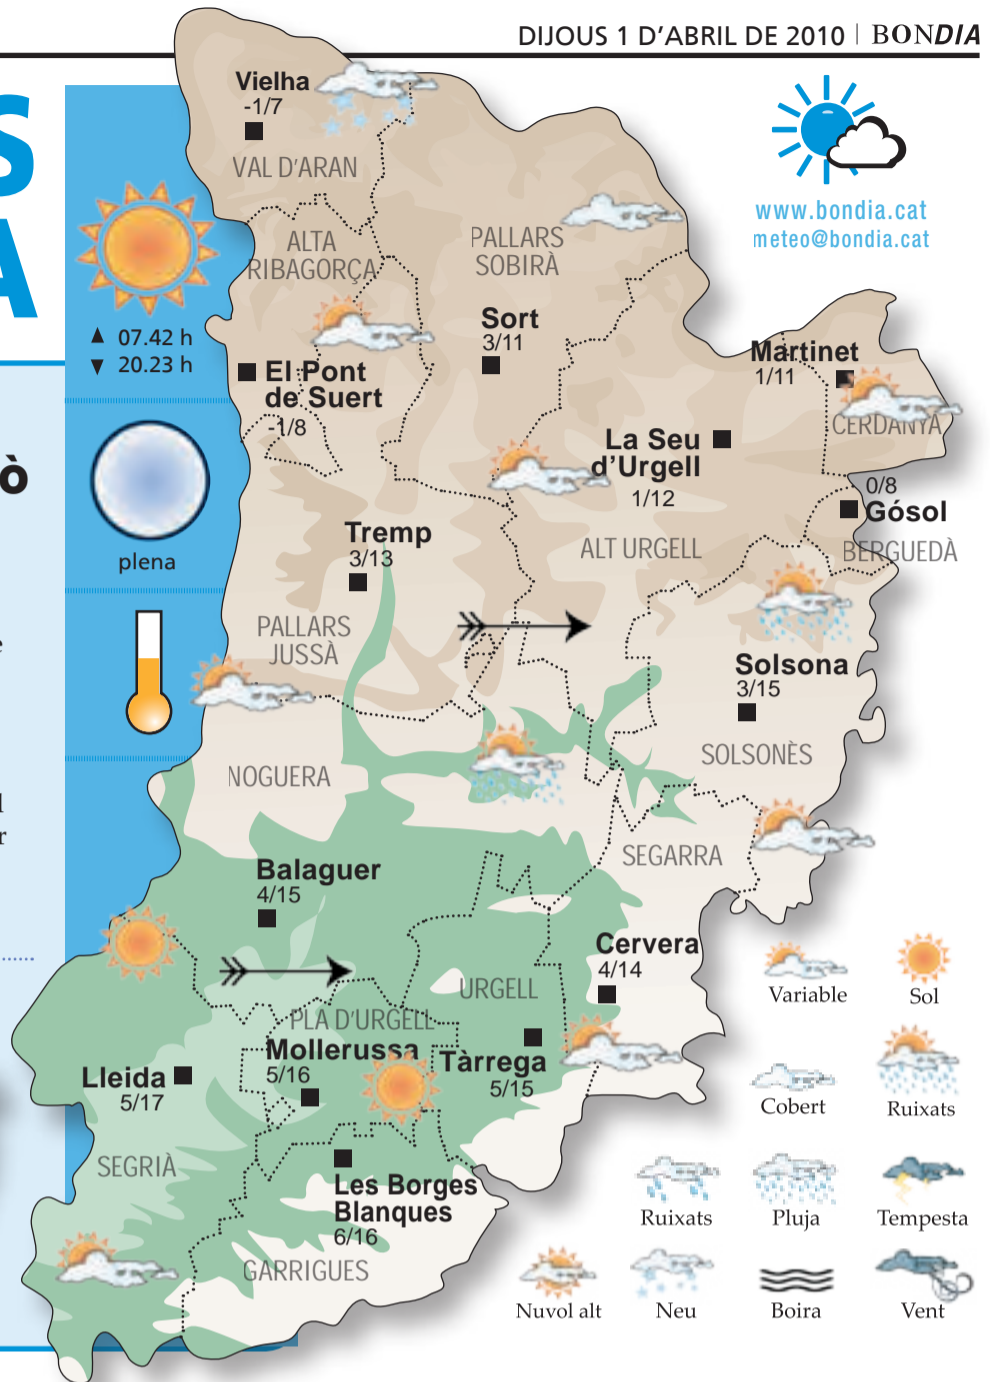 DIJOUS 1 D'ABRIL DE 2010 | BONDIA
S
A
www.bondia.cat
meteo@bondia.cat
▲ 07.42 h
▼ 20.23 h
plena
ò
e
l
r
Vielha
-1/7
VAL D'ARAN
ALTA
RIBAGORÇA
PALLARS
SOBIRÀ
Sort
3/11
Martinet
1/11
CERDANYA
El Pont
de Suert
-1/8
La Seu
d'Urgell
1/12
0/8
Gósol
BERGUEDÀ
Tremp
3/13
ALT URGELL
PALLARS
JUSSÀ
Solsona
3/15
SOLSONÈS
NOGUERA
SEGARRA
Balaguer
4/15
Cervera
4/14
URGELL
PLA D'URGELL
Mollerussa
5/16
Tàrrega
5/15
Lleida
5/17
SEGRIÀ
Les Borges
Blanques
6/16
GARRIGUES
Variable
Sol
Cobert
Ruixats
Ruixats
Pluja
Tempesta
Nuvol alt
Neu
Boira
Vent